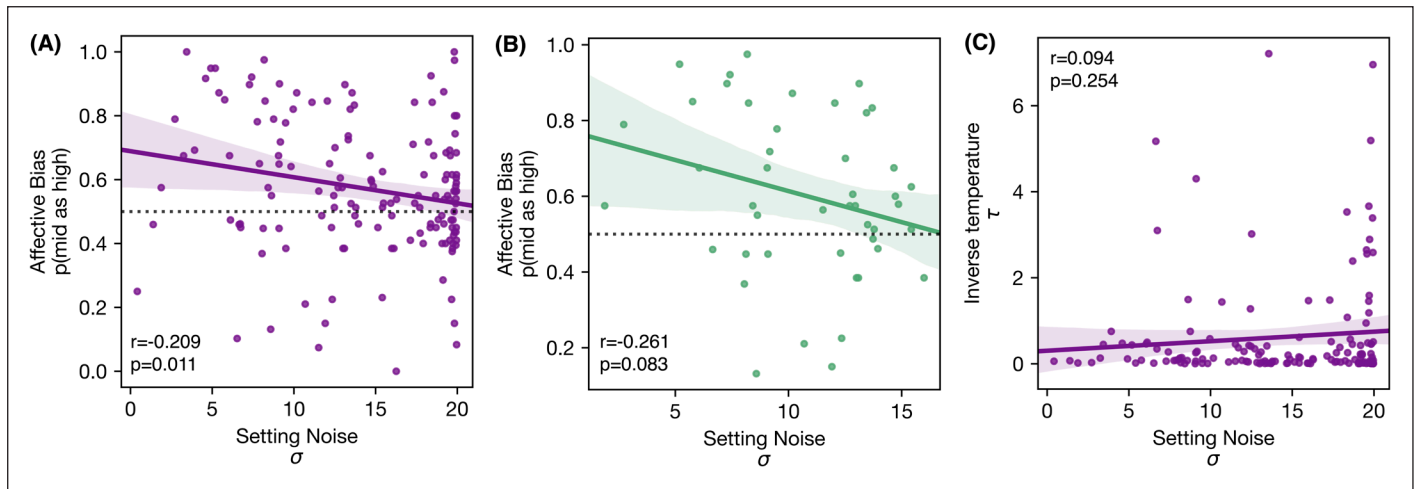 (A)
1.0
0.8
0.6
0.4
0.2
0.0
Affective Bias
p(mid as high)
r=-0.209
p=0.011
0
5
10
15
20
Setting Noise
σ
(B)
1.0
0.8
0.6
0.4
0.2
Affective Bias
p(mid as high)
r=-0.261
p=0.083
5
10
15
Setting Noise
σ
(C)
r=0.094
p=0.254
6
4
2
0
Inverse temperature
τ
0
5
10
15
20
Setting Noise
σ